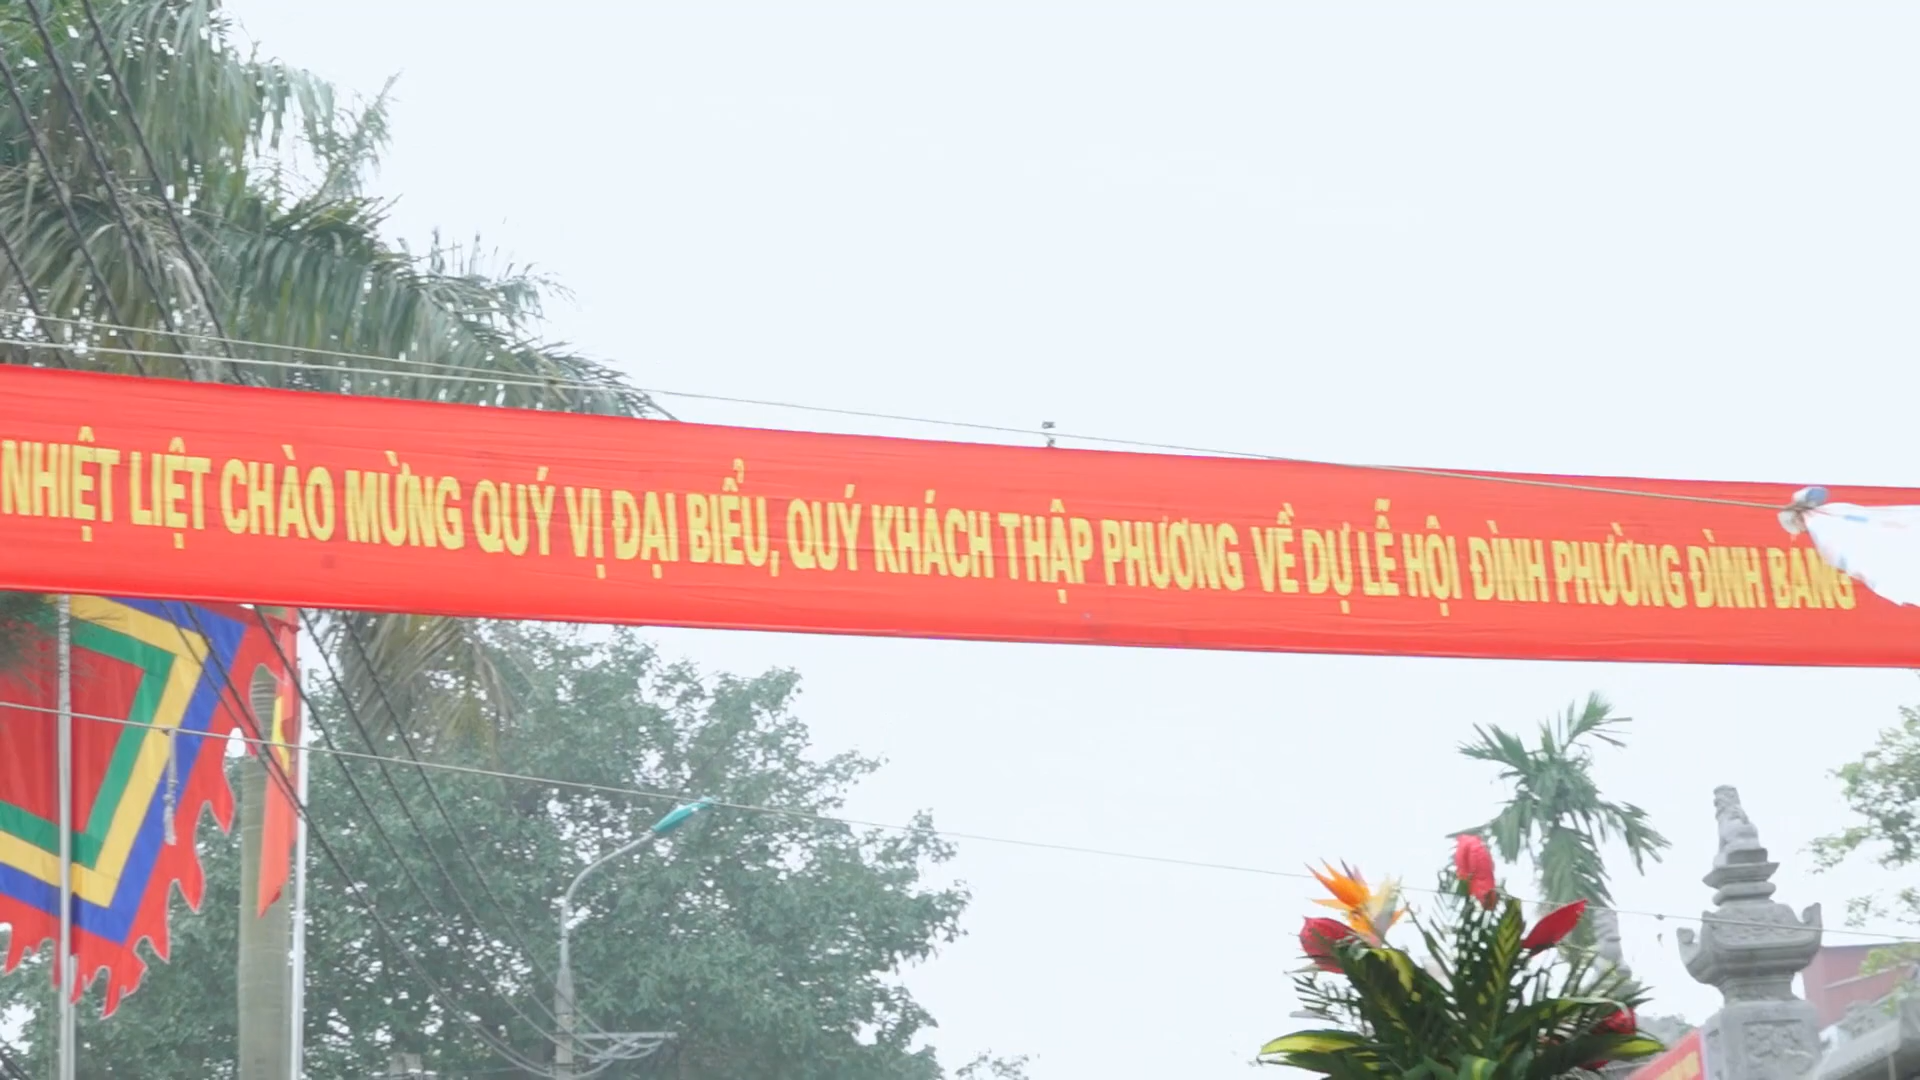 NHIỆT LIỆT CHÀO MỪNG QUÝ VỊ ĐẠI BIỂU, QUÝ KHÁCH THẬP PHƯƠNG VỀ DỰ LỄ HỘI ĐÌNH PHƯỜNG ĐÌNH BẢNG